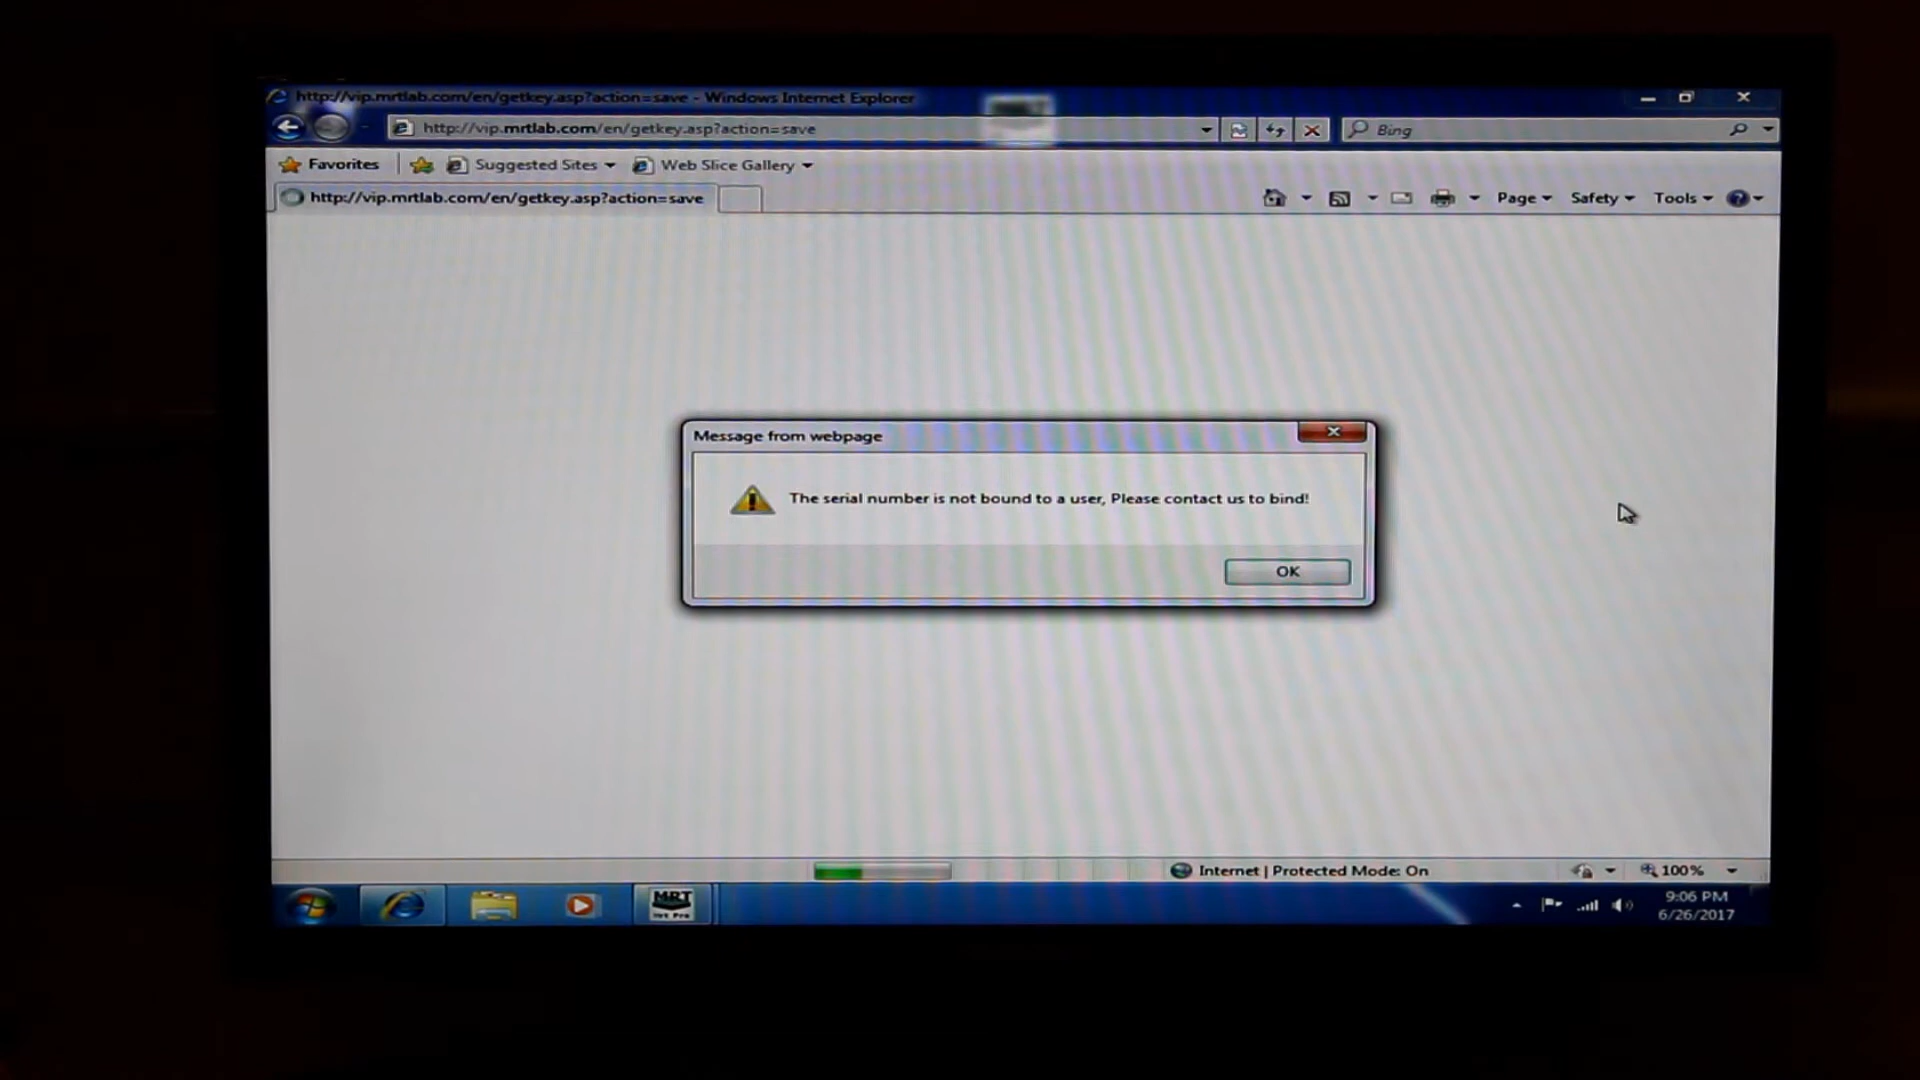 http://vip.mrtlab.com/en/getkey.asp?action=save - Windows Internet Explorer
http://vip.mrtlab.com/en/getkey.asp?action=save
Bing
Favorites
Suggested Sites
Web Slice Gallery
http://vip.mrtlab.com/en/getkey.asp?action=save
Page
Safety
Tools
Message from webpage
The serial number is not bound to a user, Please contact us to bind!
OK
Internet | Protected Mode: On
100%
MRT
9:06 PM
6/26/2017